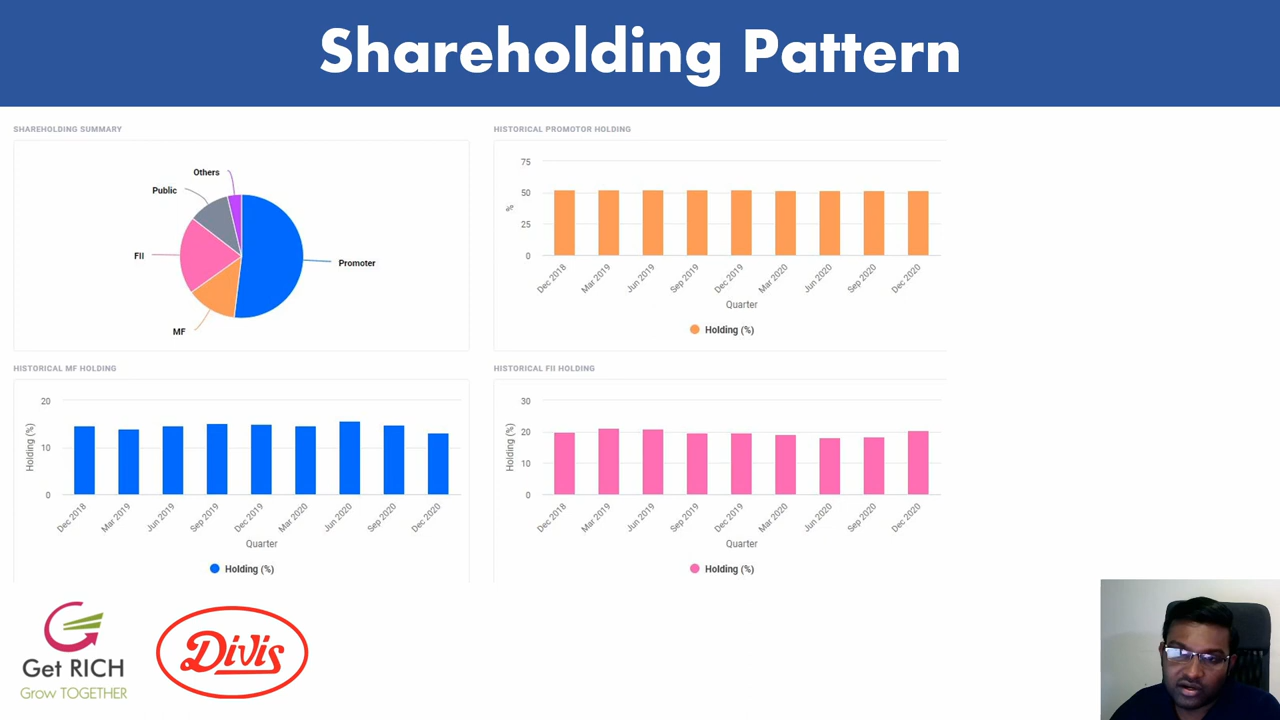 Shareholding Pattern
SHAREHOLDING SUMMARY
Others
Public
FII
Promoter
MF
HISTORICAL PROMOTOR HOLDING
75
50
25
0
%
Dec 2018
Mar 2019
Jun 2019
Sep 2019
Dec 2019
Mar 2020
Jun 2020
Sep 2020
Dec 2020
Quarter
Holding (%)
HISTORICAL MF HOLDING
20
10
0
Holding (%)
Dec 2018
Mar 2019
Jun 2019
Sep 2019
Dec 2019
Mar 2020
Jun 2020
Sep 2020
Dec 2020
Quarter
Holding (%)
HISTORICAL FII HOLDING
30
20
10
0
Holding (%)
Dec 2018
Mar 2019
Jun 2019
Sep 2019
Dec 2019
Mar 2020
Jun 2020
Sep 2020
Dec 2020
Quarter
Holding (%)
Get RICH
Grow TOGETHER
Divis